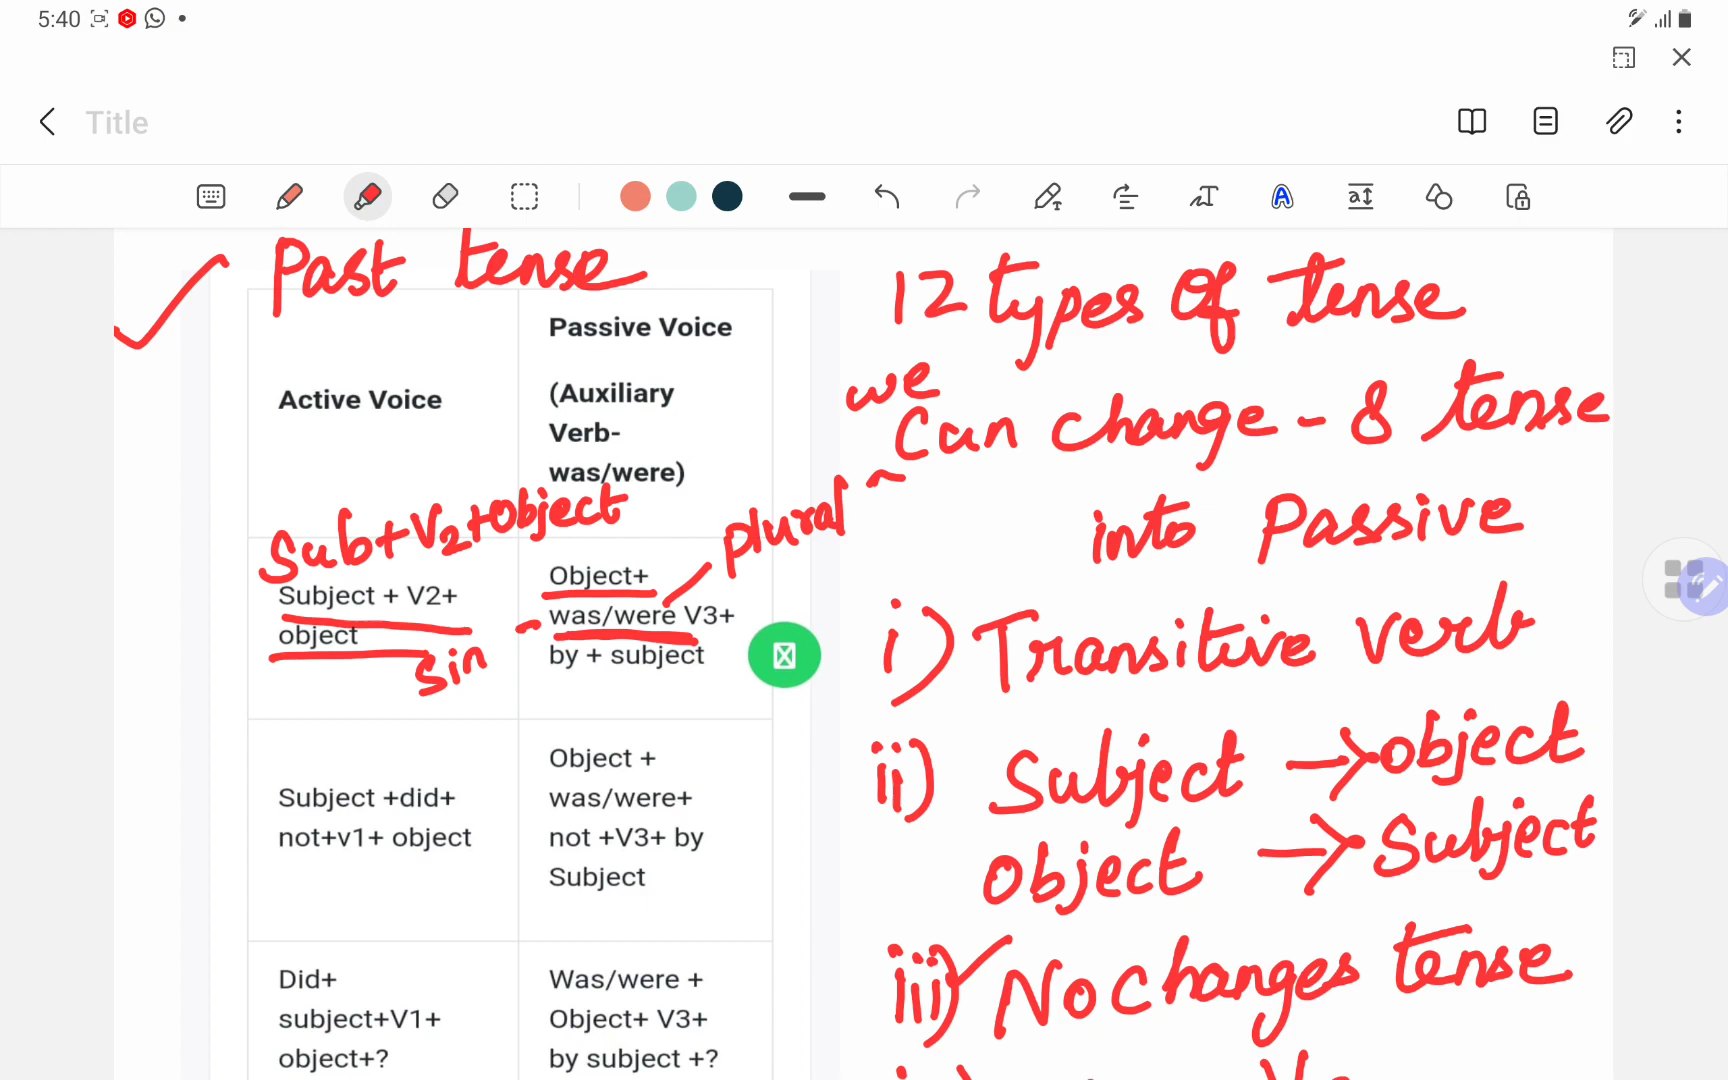 5:40
Title
Past tense
Active Voice
Passive Voice
(Auxiliary
Verb-
was/were)
Sub+V2+Object
Subject + V2+
object
sin
plural
Object+
was/were V3+
by + subject
Subject +did+
not+v1+ object
Object +
was/were+
not +V3+ by
Subject
Did+
subject+V1+
object+?
Was/were +
Object+ V3+
by subject +?
12 types of tense
we
Can change - 8 tense
into Passive
i) Transitive verb
ii) Subject → object
object → Subject
iii) No changes tense